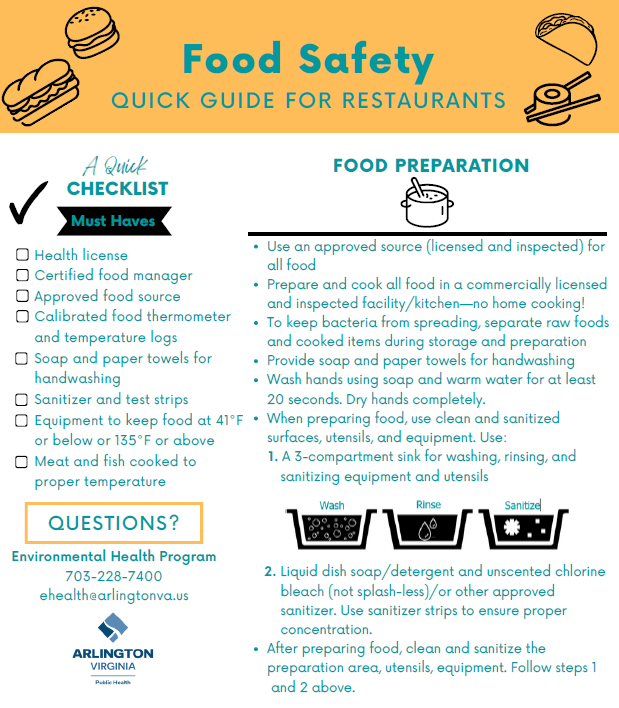 Food Safety
QUICK GUIDE FOR RESTAURANTS
A Quick
CHECKLIST
Must Haves
Health license
Certified food manager
Approved food source
Calibrated food thermometer
and temperature logs
Soap and paper towels for
handwashing
Sanitizer and test strips
Equipment to keep food at 41°F
or below or 135°F or above
Meat and fish cooked to
proper temperature
QUESTIONS?
Environmental Health Program
703-228-7400
ehealth@arlingtonva.us
ARLINGTON
VIRGINIA
Public Health
FOOD PREPARATION
• Use an approved source (licensed and inspected) for
all food
• Prepare and cook all food in a commercially licensed
and inspected facility/kitchen—no home cooking!
• To keep bacteria from spreading, separate raw foods
and cooked items during storage and preparation
• Provide soap and paper towels for handwashing
• Wash hands using soap and warm water for at least
20 seconds. Dry hands completely.
• When preparing food, use clean and sanitized
surfaces, utensils, and equipment. Use:
1. A 3-compartment sink for washing, rinsing, and
sanitizing equipment and utensils
Wash Rinse Sanitize
2. Liquid dish soap/detergent and unscented chlorine
bleach (not splash-less)/or other approved
sanitizer. Use sanitizer strips to ensure proper
concentration.
• After preparing food, clean and sanitize the
preparation area, utensils, equipment. Follow steps 1
and 2 above.